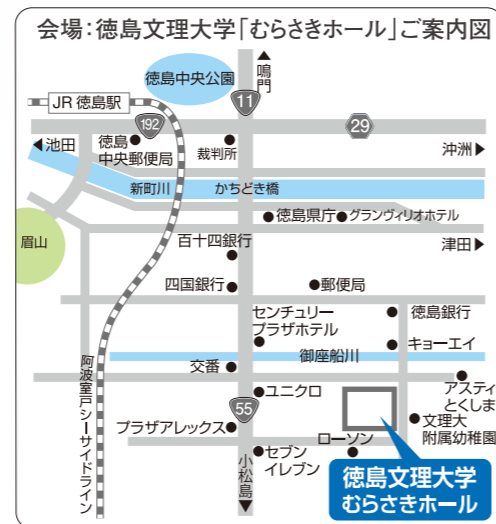 会場:徳島文理大学「むらさきホール」ご案内図
徳島中央公園
▲鳴門
JR 徳島駅
11
192
29
◀池田
徳島
中央郵便局
裁判所
沖洲▶
新町川
かちどき橋
徳島県庁
グランヴィリオホテル
眉山
百十四銀行
津田▶
四国銀行
郵便局
センチュリー
プラザホテル
徳島銀行
御座船川
キョーエイ
交番
阿波室戸シーサイドライン
ユニクロ
アスティ
とくしま
55
プラザアレックス
文理大
附属幼稚園
ローソン
セブン
イレブン
小松島▼
徳島文理大学
むらさきホール